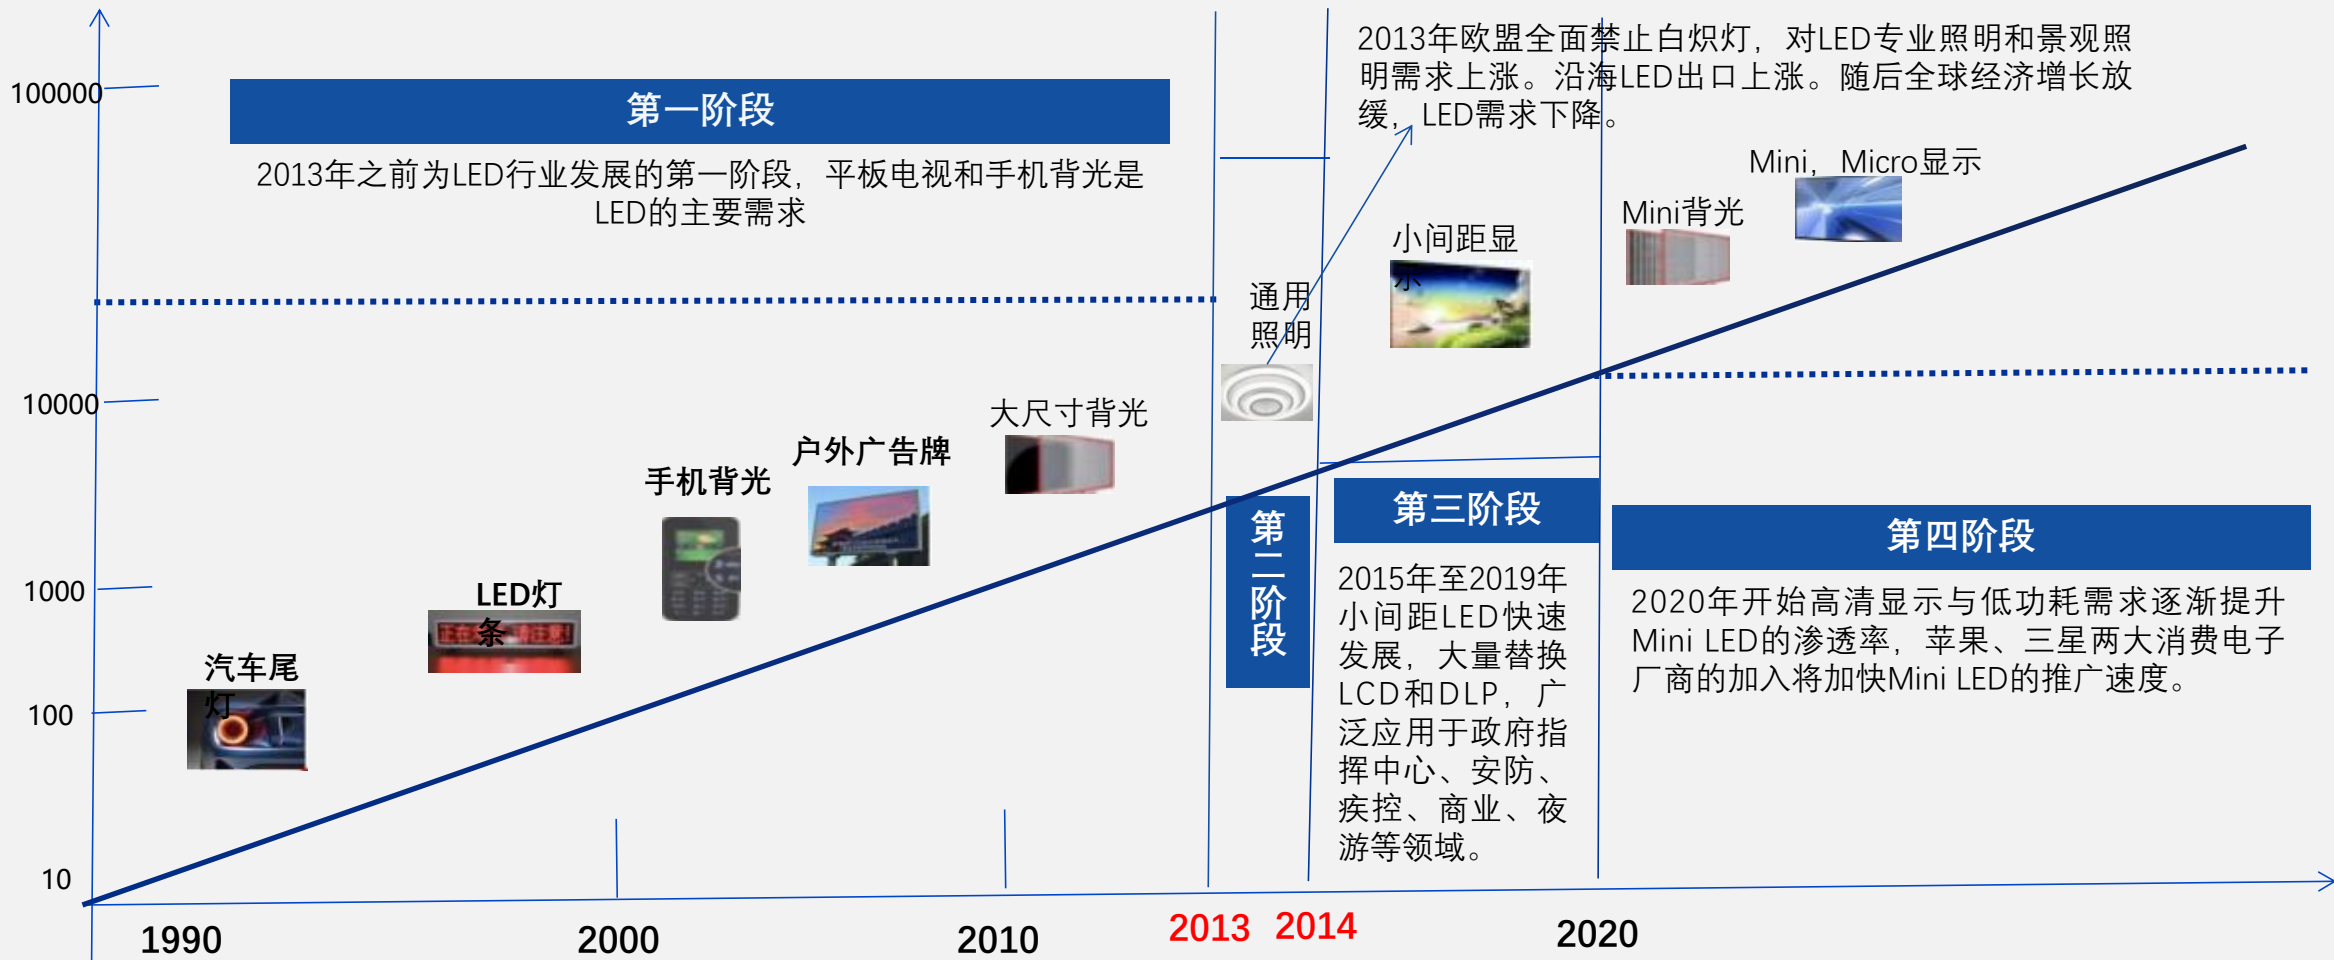 100000
10000
1000
100
10
第一阶段
2013年之前为LED行业发展的第一阶段，平板电视和手机背光是
LED的主要需求
2013年欧盟全面禁止白炽灯，对LED专业照明和景观照
明需求上涨。沿海LED出口上涨。随后全球经济增长放
缓，LED需求下降。
汽车尾
灯
LED灯
条
手机背光
户外广告牌
大尺寸背光
通用
照明
小间距显
示
Mini背光
Mini，Micro显示
第二阶段
第三阶段
2015年至2019年
小间距LED快速
发展，大量替换
LCD和DLP，广
泛应用于政府指
挥中心、安防、
疾控、商业、夜
游等领域。
第四阶段
2020年开始高清显示与低功耗需求逐渐提升
Mini LED的渗透率，苹果、三星两大消费电子
厂商的加入将加快Mini LED的推广速度。
1990
2000
2010
2013
2014
2020